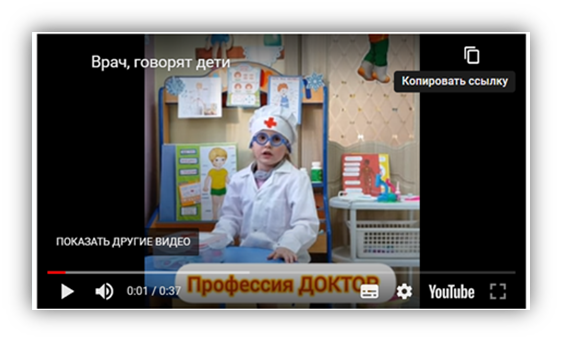 Врач, говорят дети
Копировать ссылку
ПОКАЗАТЬ ДРУГИЕ ВИДЕО
Профессия ДОКТОР
0:01 / 0:37
YouTube